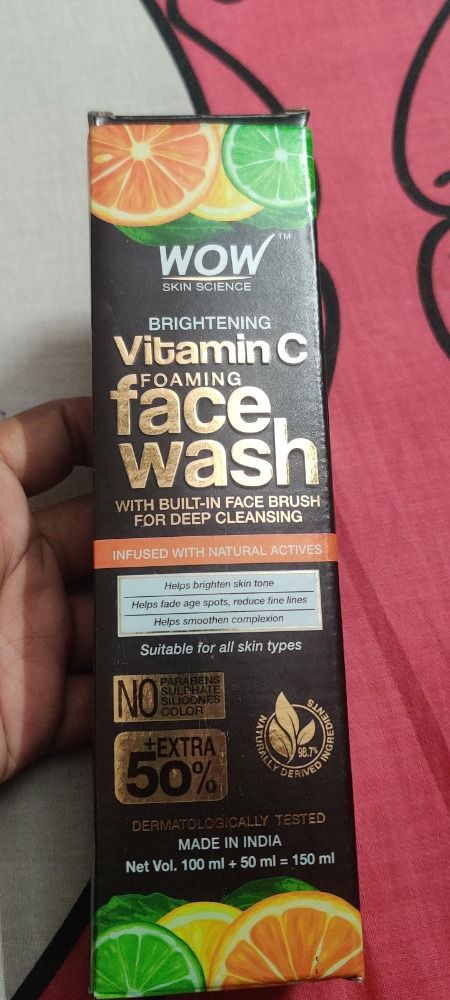 WOW™
SKIN SCIENCE
BRIGHTENING
Vitamin C
FOAMING
face
wash
WITH BUILT-IN FACE BRUSH
FOR DEEP CLEANSING
INFUSED WITH NATURAL ACTIVES
Helps brighten skin tone
Helps fade age spots, reduce fine lines
Helps smoothen complexion
Suitable for all skin types
NO PARABENS
SULPHATE
SILICONES
COLOR
+EXTRA
50%
98.7%
NATURALLY DERIVED INGREDIENTS
DERMATOLOGICALLY TESTED
MADE IN INDIA
Net Vol. 100 ml + 50 ml = 150 ml